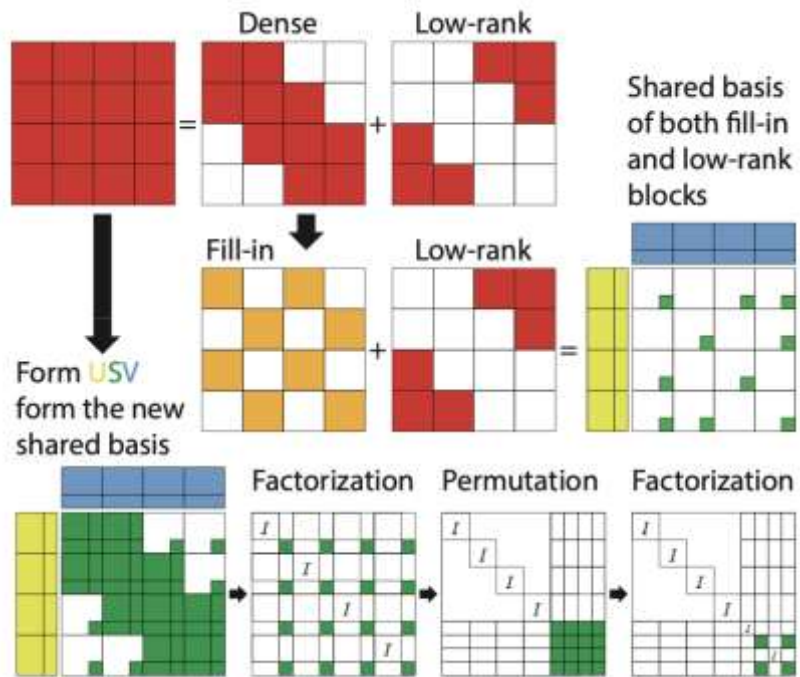 Dense
Low-rank
=
+
Shared basis
of both fill-in
and low-rank
blocks
Fill-in
Low-rank
+
=
Form USV
form the new
shared basis
Factorization
Permutation
Factorization
I
I
I
I
I
I
I
I
I
I
I
I
I
I